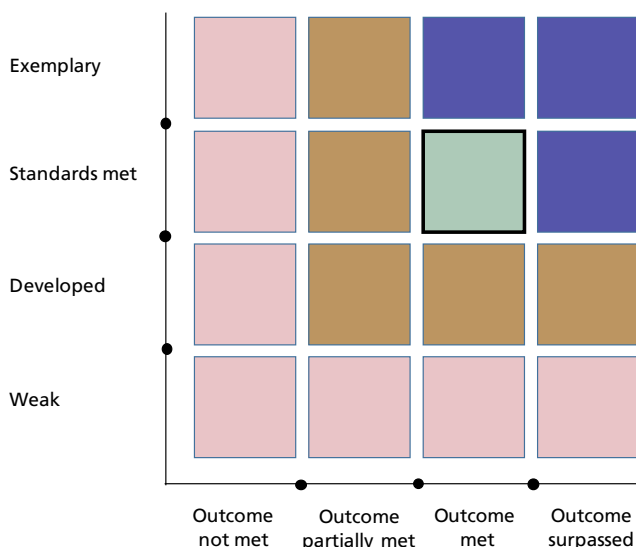 Exemplary
Standards met
Developed
Weak
Outcome
not met
Outcome
partially met
Outcome
met
Outcome
surpassed